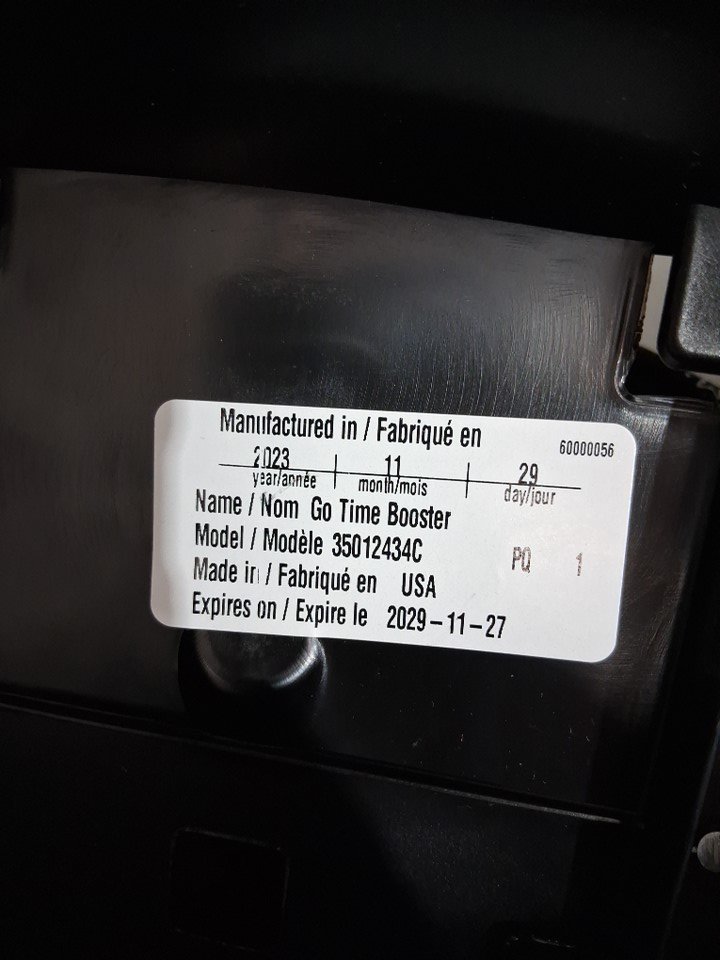 Manufactured in / Fabriqué en
60000056
2023 11 29
year/année month/mois day/jour
Name / Nom Go Time Booster
Model / Modèle 35012434C PQ 1
Made in / Fabriqué en USA
Expires on / Expire le 2029-11-27